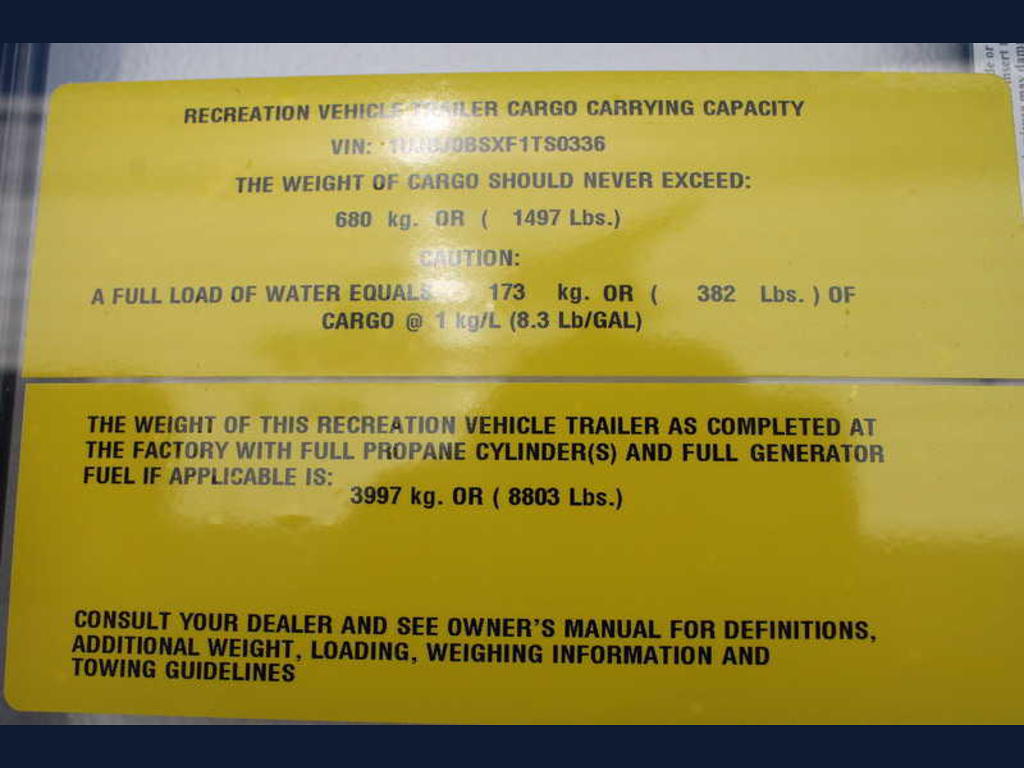 RECREATION VEHICLE TRAILER CARGO CARRYING CAPACITY
VIN: 1UJBJ0BSXF1TS0336
THE WEIGHT OF CARGO SHOULD NEVER EXCEED:
680 kg. OR ( 1497 Lbs.)
CAUTION:
A FULL LOAD OF WATER EQUALS 173 kg. OR ( 382 Lbs. ) OF
CARGO @ 1 kg/L (8.3 Lb/GAL)
THE WEIGHT OF THIS RECREATION VEHICLE TRAILER AS COMPLETED AT
THE FACTORY WITH FULL PROPANE CYLINDER(S) AND FULL GENERATOR
FUEL IF APPLICABLE IS:
3997 kg. OR ( 8803 Lbs.)
CONSULT YOUR DEALER AND SEE OWNER'S MANUAL FOR DEFINITIONS,
ADDITIONAL WEIGHT, LOADING, WEIGHING INFORMATION AND
TOWING GUIDELINES